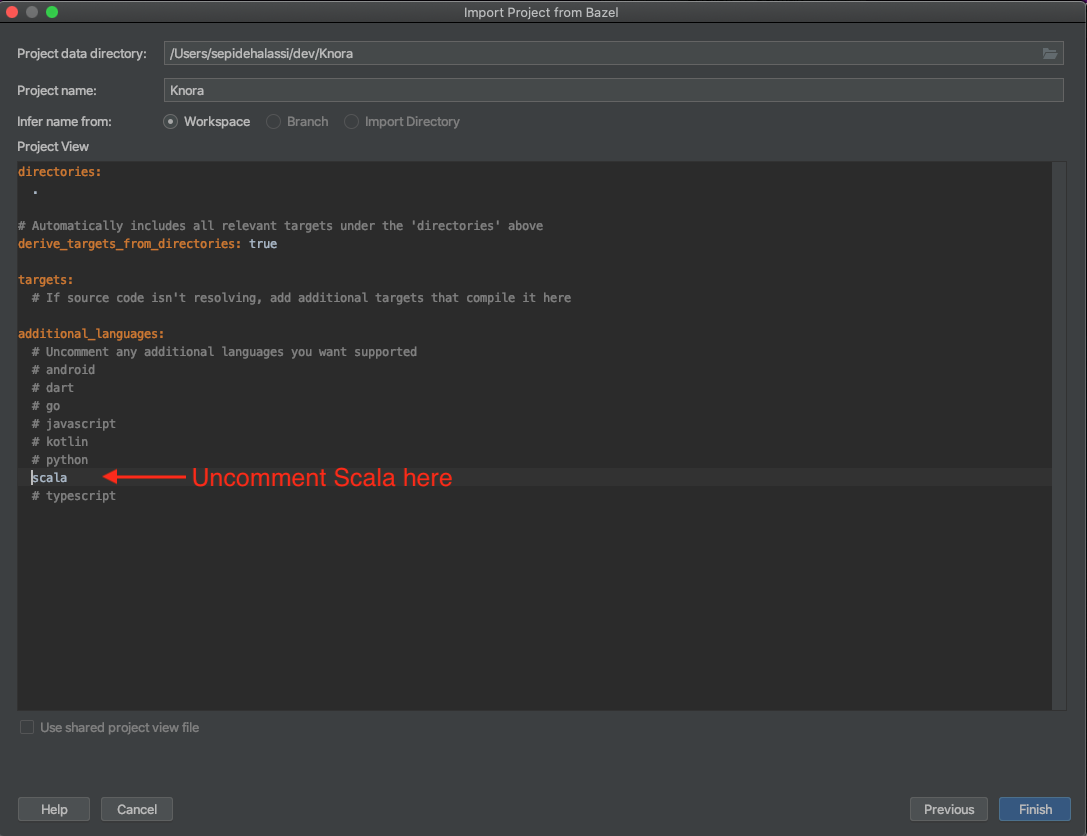 Import Project from Bazel
Project data directory: /Users/sepidehalassi/dev/Knora
Project name: Knora
Infer name from: Workspace Branch Import Directory
Project View
directories:
.
# Automatically includes all relevant targets under the 'directories' above
derive_targets_from_directories: true
targets:
# If source code isn't resolving, add additional targets that compile it here
additional_languages:
# Uncomment any additional languages you want supported
# android
# dart
# go
# javascript
# kotlin
# python
scala Uncomment Scala here
# typescript
Use shared project view file
Help Cancel Previous Finish